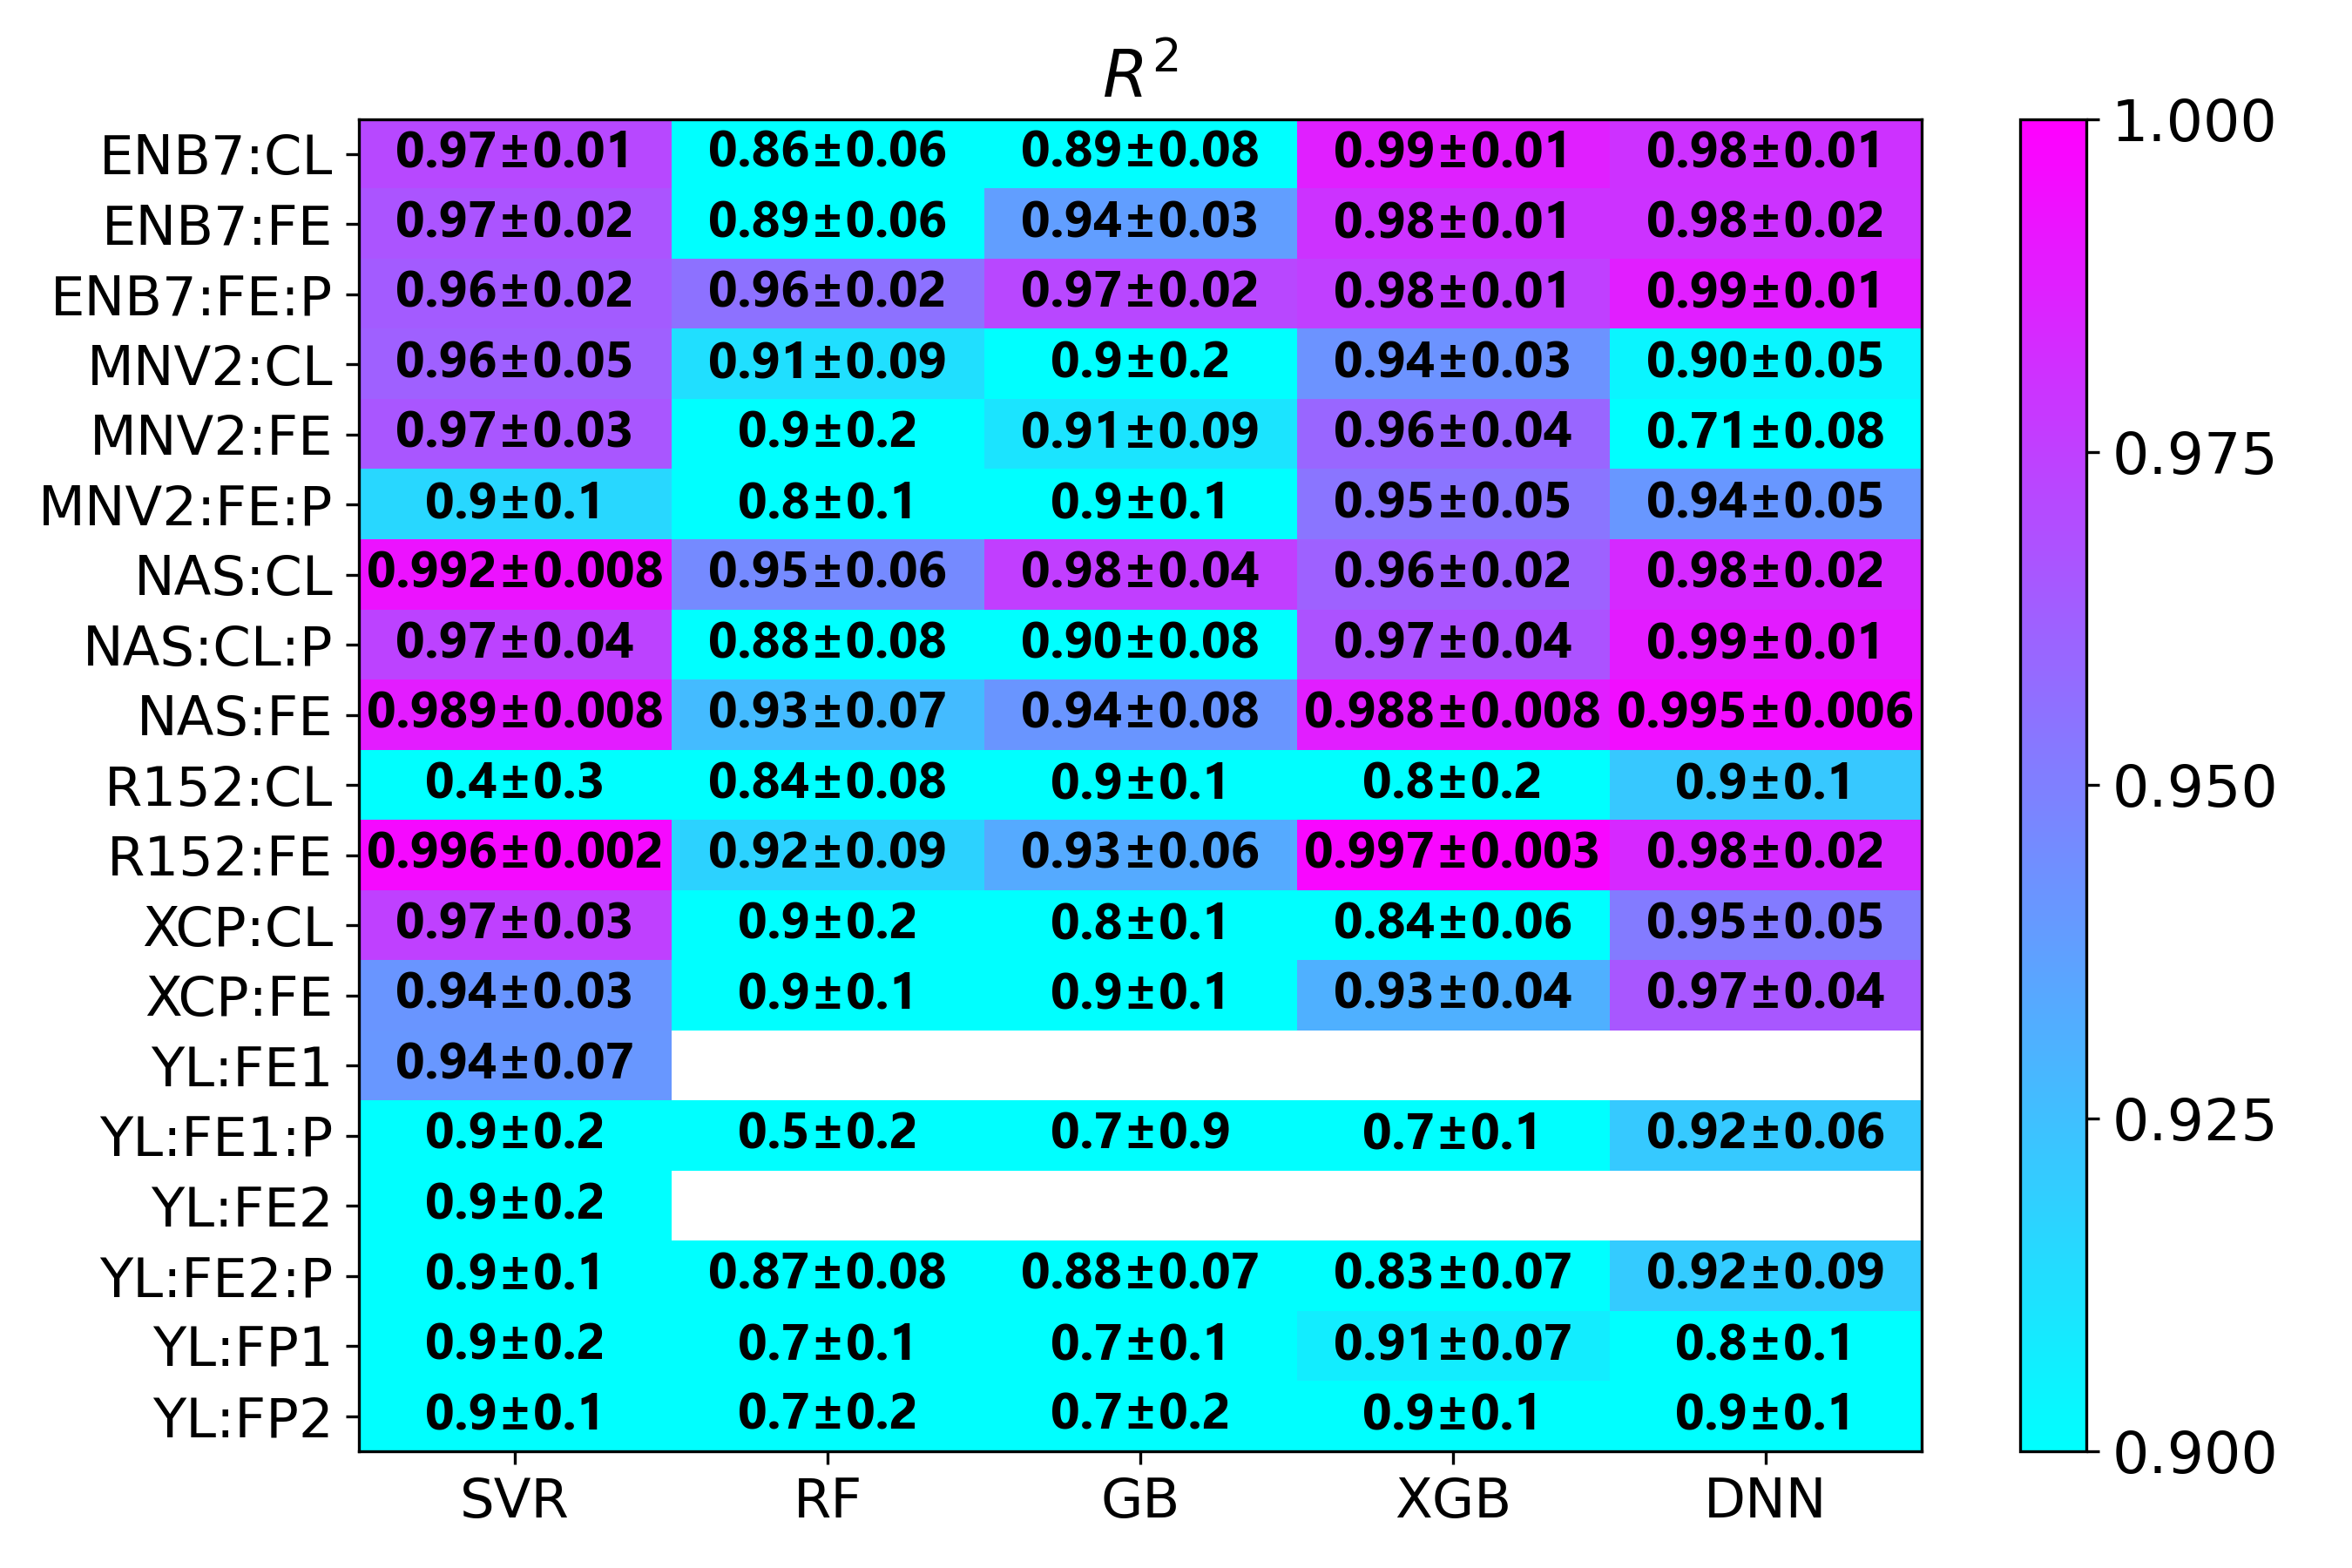 R²
ENB7:CL 0.97±0.01 0.86±0.06 0.89±0.08 0.99±0.01 0.98±0.01
ENB7:FE 0.97±0.02 0.89±0.06 0.94±0.03 0.98±0.01 0.98±0.02
ENB7:FE:P 0.96±0.02 0.96±0.02 0.97±0.02 0.98±0.01 0.99±0.01
MNV2:CL 0.96±0.05 0.91±0.09 0.9±0.2 0.94±0.03 0.90±0.05
MNV2:FE 0.97±0.03 0.9±0.2 0.91±0.09 0.96±0.04 0.71±0.08
MNV2:FE:P 0.9±0.1 0.8±0.1 0.9±0.1 0.95±0.05 0.94±0.05
NAS:CL 0.992±0.008 0.95±0.06 0.98±0.04 0.96±0.02 0.98±0.02
NAS:CL:P 0.97±0.04 0.88±0.08 0.90±0.08 0.97±0.04 0.99±0.01
NAS:FE 0.989±0.008 0.93±0.07 0.94±0.08 0.988±0.008 0.995±0.006
R152:CL 0.4±0.3 0.84±0.08 0.9±0.1 0.8±0.2 0.9±0.1
R152:FE 0.996±0.002 0.92±0.09 0.93±0.06 0.997±0.003 0.98±0.02
XCP:CL 0.97±0.03 0.9±0.2 0.8±0.1 0.84±0.06 0.95±0.05
XCP:FE 0.94±0.03 0.9±0.1 0.9±0.1 0.93±0.04 0.97±0.04
YL:FE1 0.94±0.07
YL:FE1:P 0.9±0.2 0.5±0.2 0.7±0.9 0.7±0.1 0.92±0.06
YL:FE2 0.9±0.2
YL:FE2:P 0.9±0.1 0.87±0.08 0.88±0.07 0.83±0.07 0.92±0.09
YL:FP1 0.9±0.2 0.7±0.1 0.7±0.1 0.91±0.07 0.8±0.1
YL:FP2 0.9±0.1 0.7±0.2 0.7±0.2 0.9±0.1 0.9±0.1
SVR RF GB XGB DNN
1.000
0.975
0.950
0.925
0.900